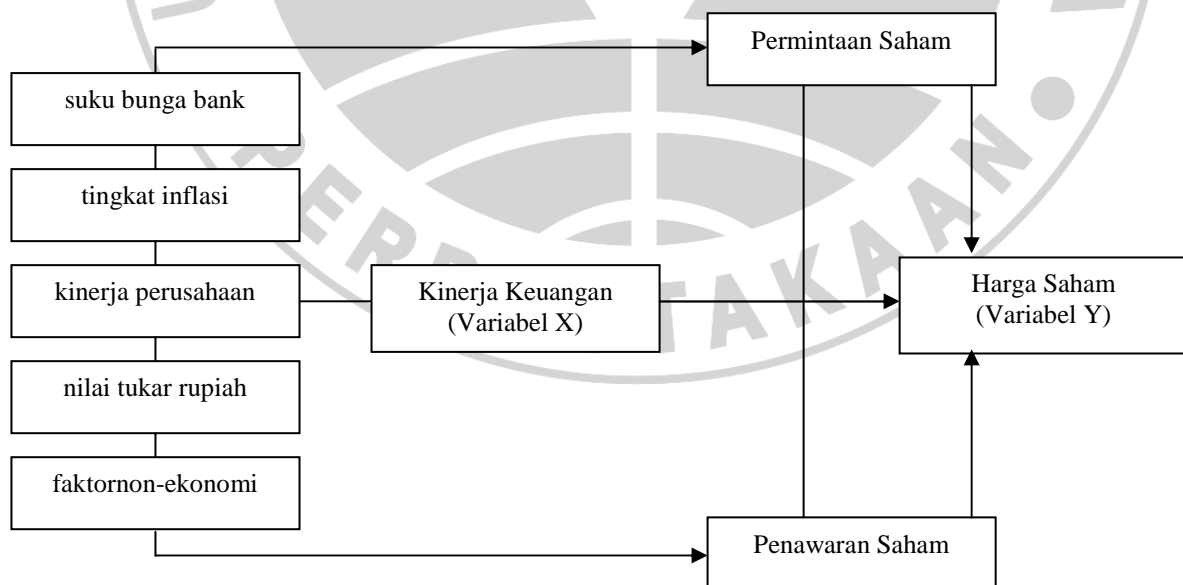 Permintaan Saham
suku bunga bank
tingkat inflasi
kinerja perusahaan
Kinerja Keuangan
(Variabel X)
Harga Saham
(Variabel Y)
nilai tukar rupiah
faktornon-ekonomi
Penawaran Saham